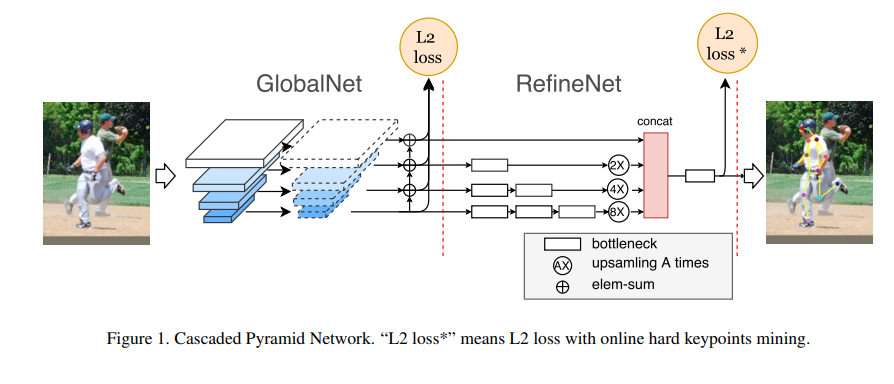 L2
loss
L2
loss *
GlobalNet
RefineNet
concat
2X
4X
8X
bottleneck
AX
upsamling A times
elem-sum
Figure 1. Cascaded Pyramid Network. “L2 loss*” means L2 loss with online hard keypoints mining.